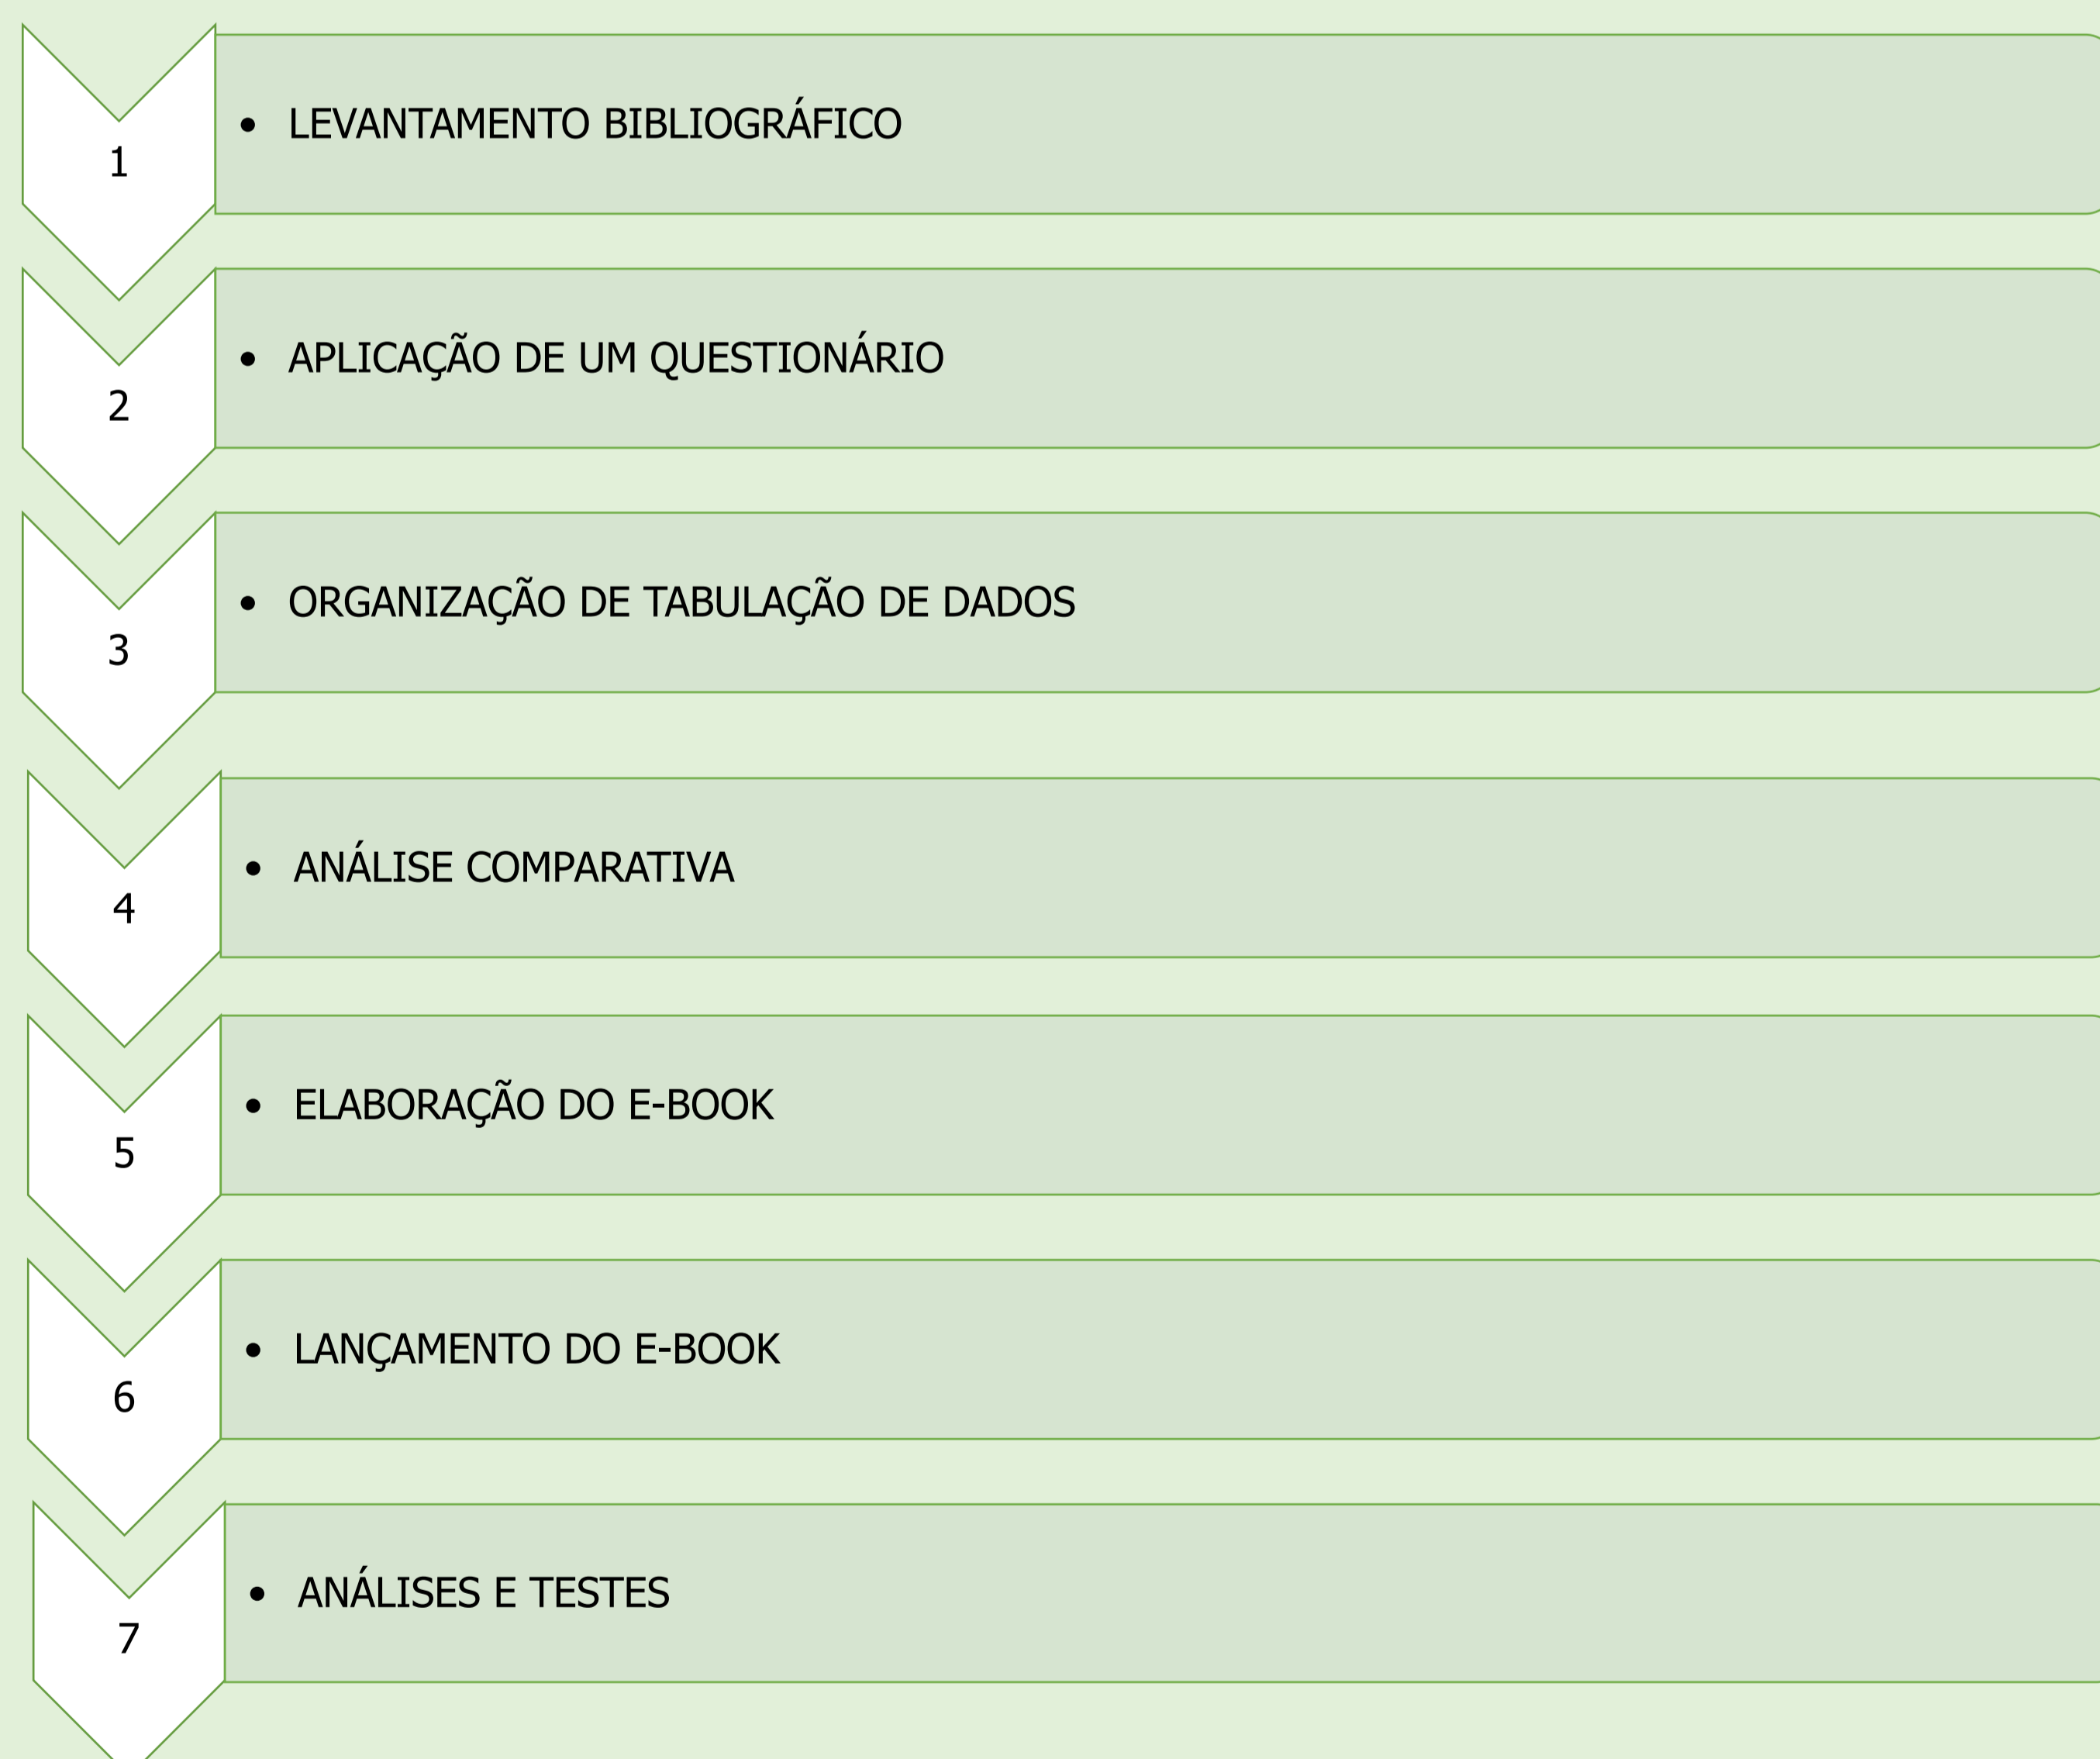 1
• LEVANTAMENTO BIBLIOGRÁFICO
2
• APLICAÇÃO DE UM QUESTIONÁRIO
3
• ORGANIZAÇÃO DE TABULAÇÃO DE DADOS
4
• ANÁLISE COMPARATIVA
5
• ELABORAÇÃO DO E-BOOK
6
• LANÇAMENTO DO E-BOOK
7
• ANÁLISES E TESTES